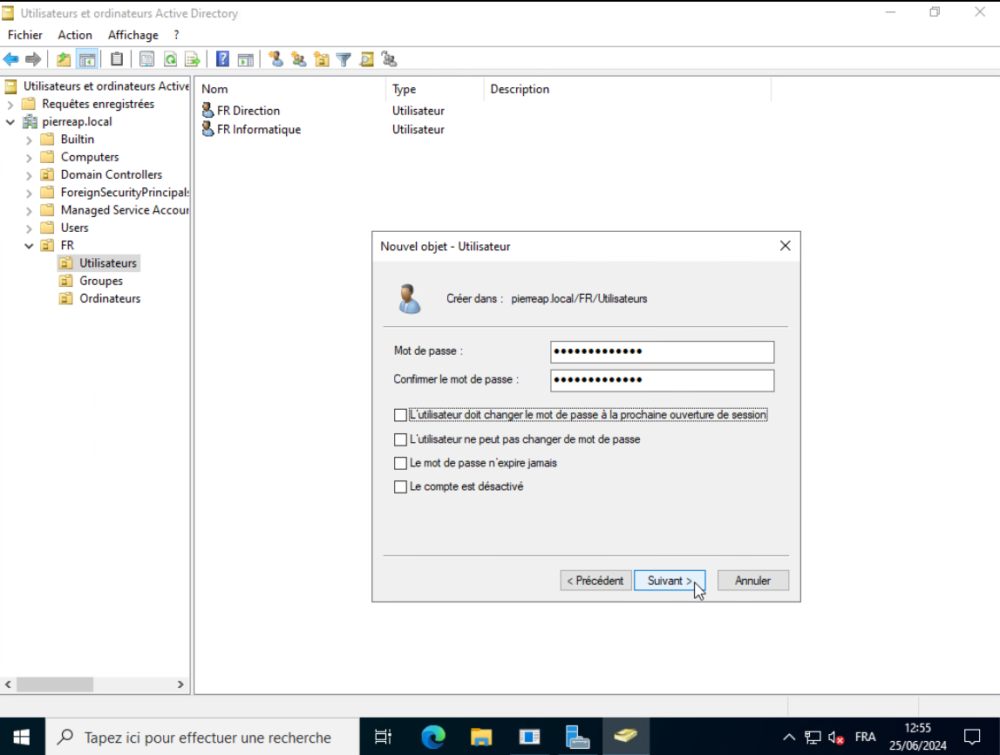 Utilisateurs et ordinateurs Active Directory
Fichier Action Affichage ?
Utilisateurs et ordinateurs Active
Requêtes enregistrées
pierreap.local
Builtin
Computers
Domain Controllers
ForeignSecurityPrincipals
Managed Service Accour
Users
FR
Utilisateurs
Groupes
Ordinateurs
Nom Type Description
FR Direction Utilisateur
FR Informatique Utilisateur
Nouvel objet - Utilisateur
Créer dans : pierreap.local/FR/Utilisateurs
Mot de passe : •••••••••••••
Confirmer le mot de passe : •••••••••••••
L'utilisateur doit changer le mot de passe à la prochaine ouverture de session
L'utilisateur ne peut pas changer de mot de passe
Le mot de passe n'expire jamais
Le compte est désactivé
< Précédent Suivant > Annuler
Tapez ici pour effectuer une recherche
FRA
12:55
25/06/2024